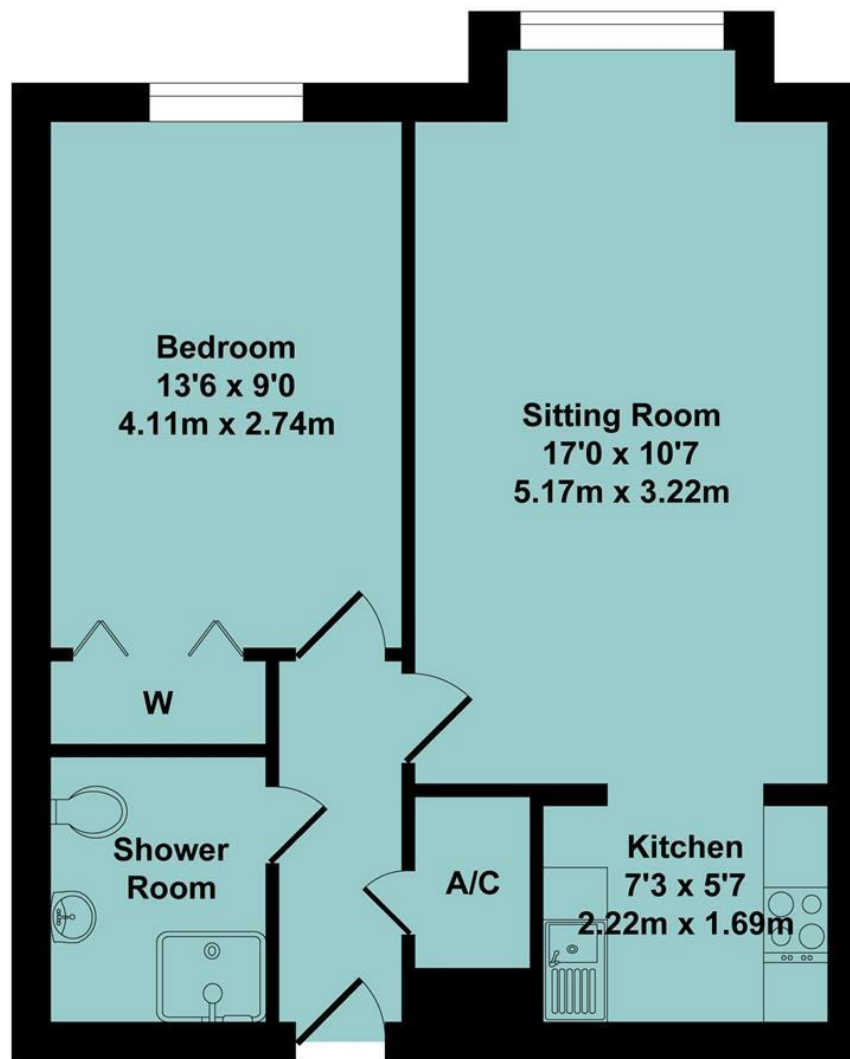 Bedroom
13'6 x 9'0
4.11m x 2.74m
Sitting Room
17'0 x 10'7
5.17m x 3.22m
W
Shower
Room
A/C
Kitchen
7'3 x 5'7
2.22m x 1.69m